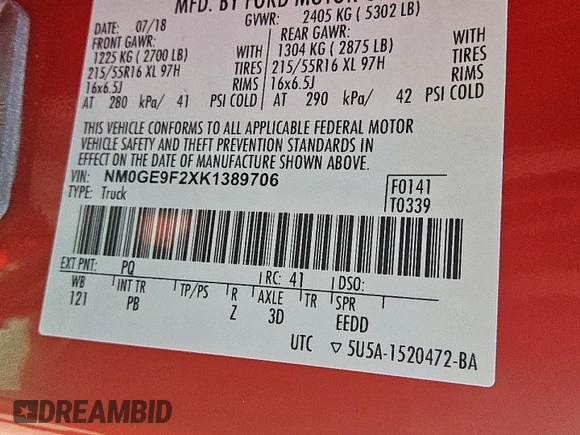 MFD. BY FORD MOTOR
DATE: 07/18 GVWR: 2405 KG ( 5302 LB)
FRONT GAWR: REAR GAWR:
1225 KG ( 2700 LB) WITH 1304 KG ( 2875 LB) WITH
215/55R16 XL 97H TIRES 215/55R16 XL 97H TIRES
16x6.5J RIMS 16x6.5J RIMS
AT 280 kPa/ 41 PSI COLD AT 290 kPa/ 42 PSI COLD
THIS VEHICLE CONFORMS TO ALL APPLICABLE FEDERAL MOTOR
VEHICLE SAFETY AND THEFT PREVENTION STANDARDS IN
EFFECT ON THE DATE OF MANUFACTURE SHOWN ABOVE.
VIN: NM0GE9F2XK1389706 F0141
TYPE: Truck T0339
EXT PNT: PQ RC: 41 DSO:
WB INT TR TP/PS R AXLE TR SPR
121 PB Z 3D EEDD
UTC ▽ 5U5A-1520472-BA
DREAMBID